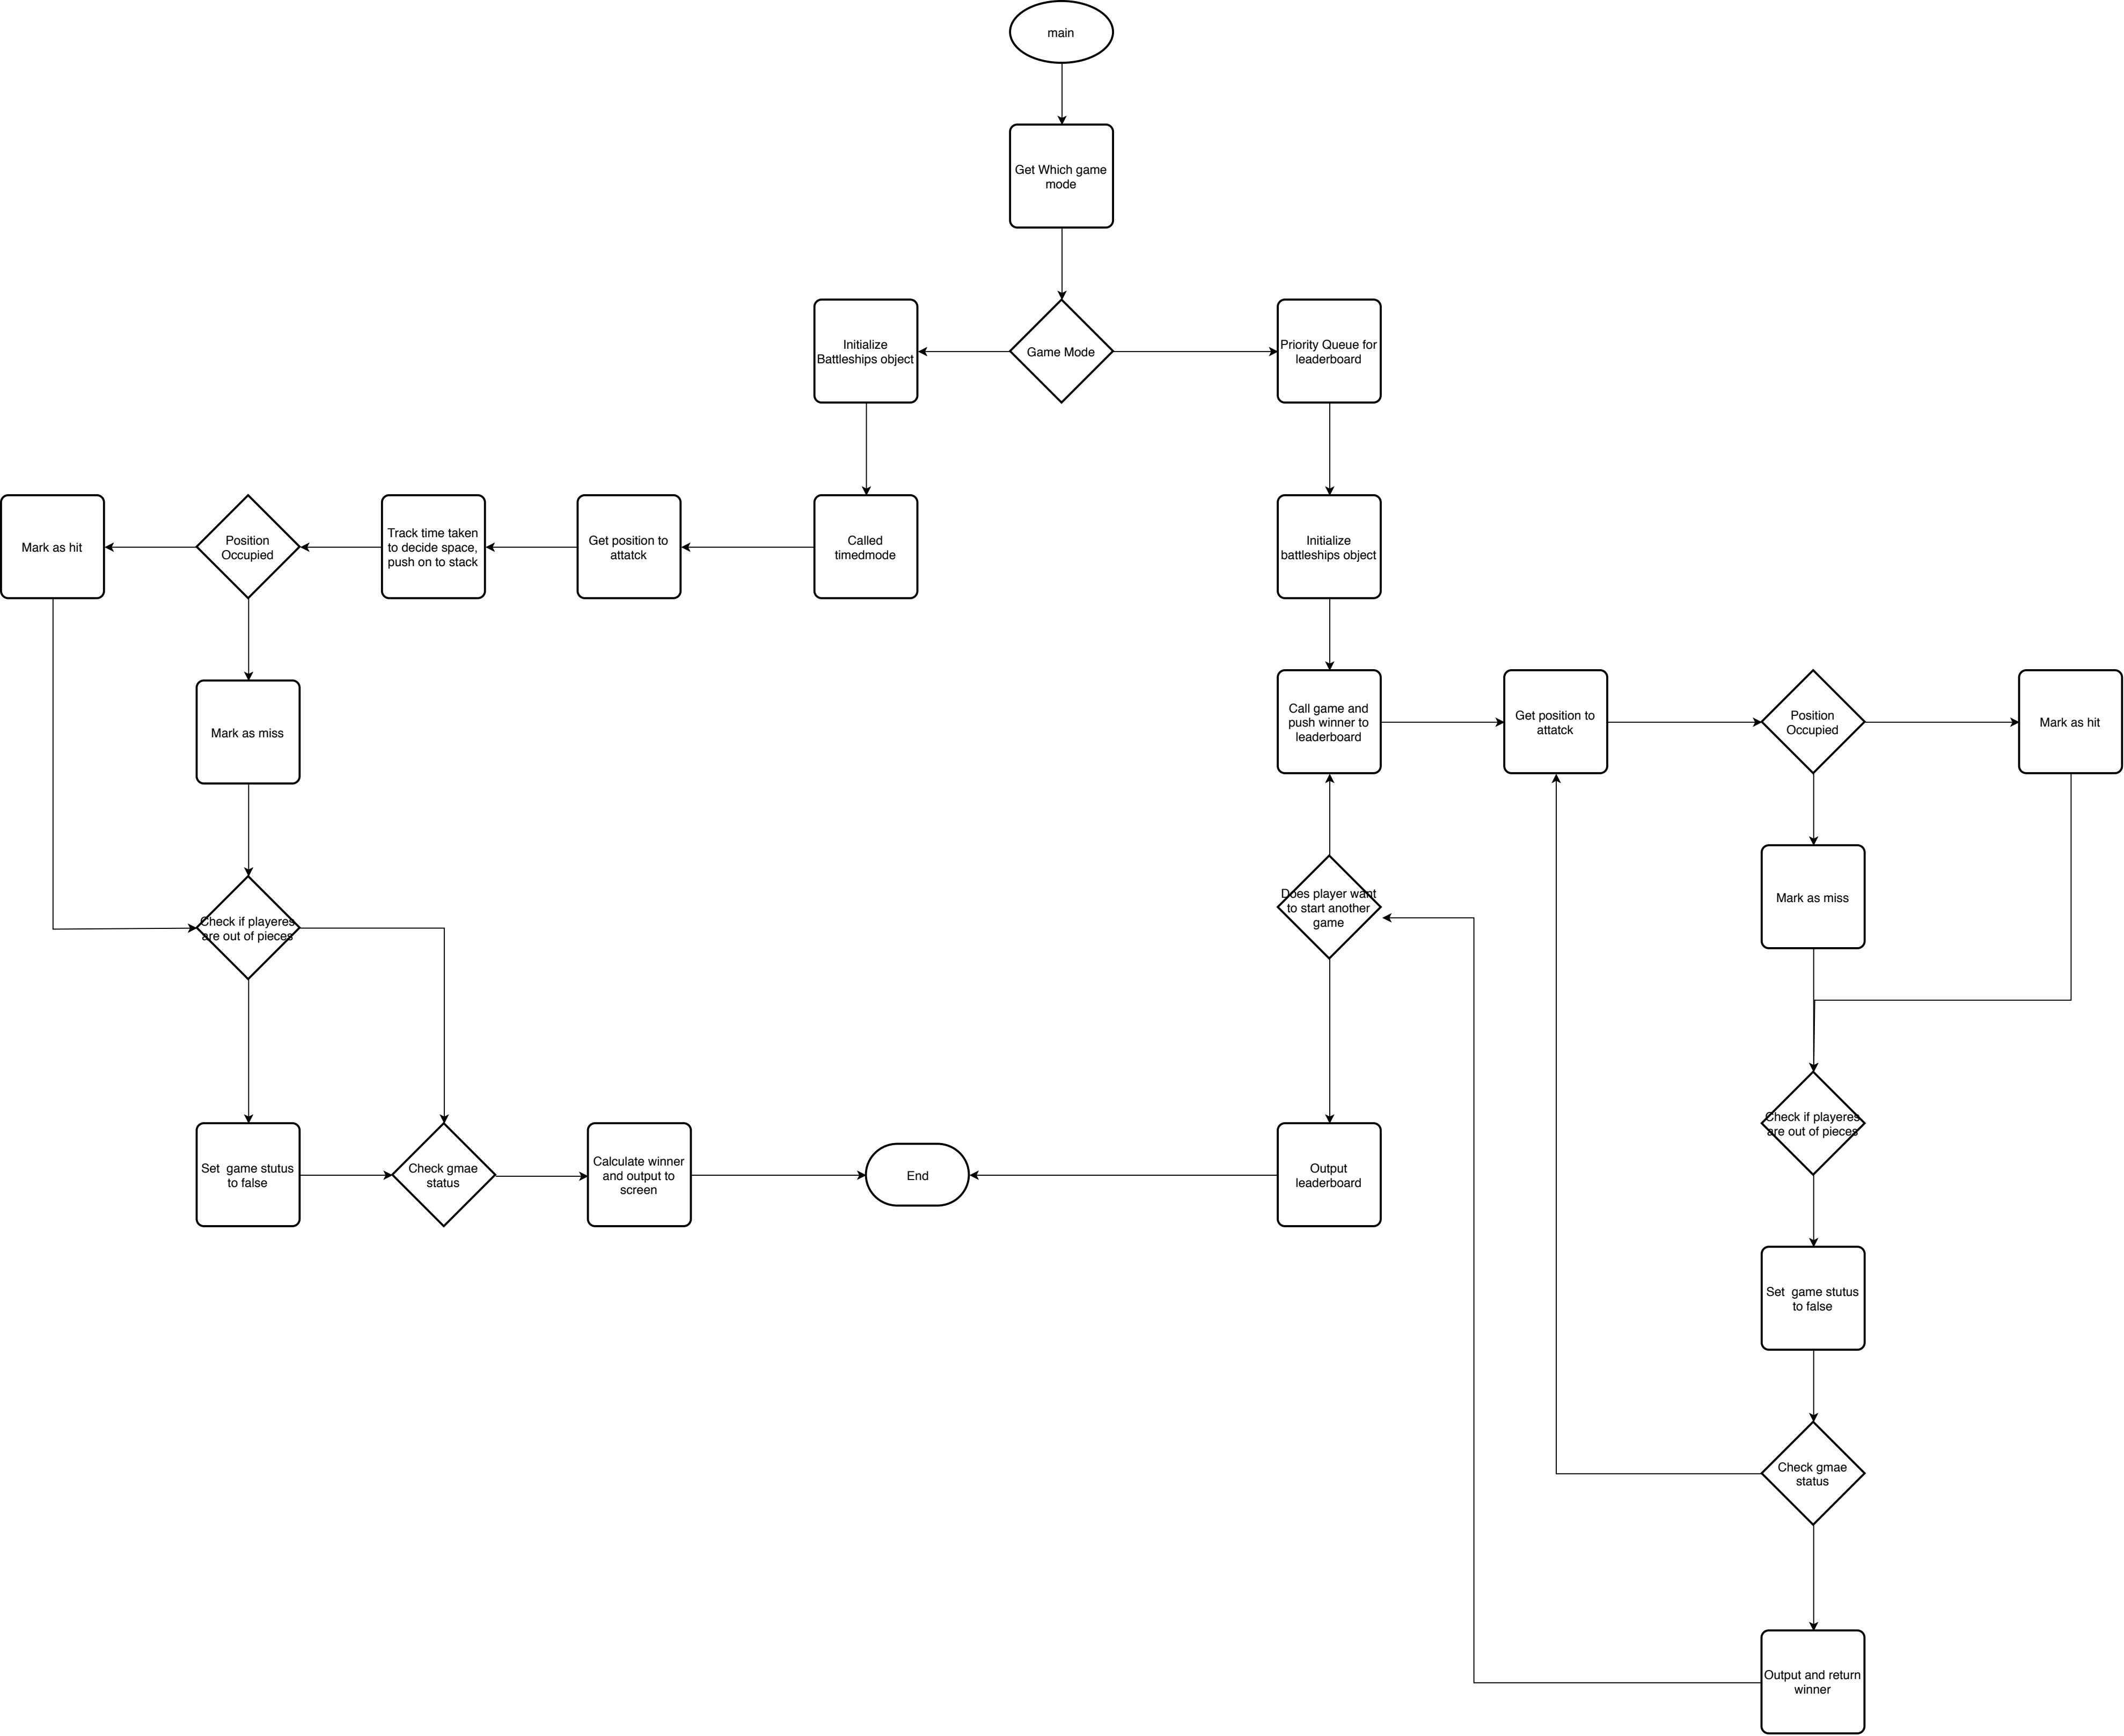 main
Get Which game
mode
Initialize
Battleships object
Game Mode
Priority Queue for
leaderboard
Mark as hit
Position
Occupied
Track time taken
to decide space,
push on to stack
Get position to
attatck
Called
timedmode
Initialize
battleships object
Mark as miss
Call game and
push winner to
leaderboard
Get position to
attatck
Position
Occupied
Mark as hit
Check if playeres
are out of pieces
Does player want
to start another
game
Mark as miss
Check if playeres
are out of pieces
Set  game stutus
to false
Check gmae
status
Calculate winner
and output to
screen
End
Output
leaderboard
Set  game stutus
to false
Check gmae
status
Output and return
winner